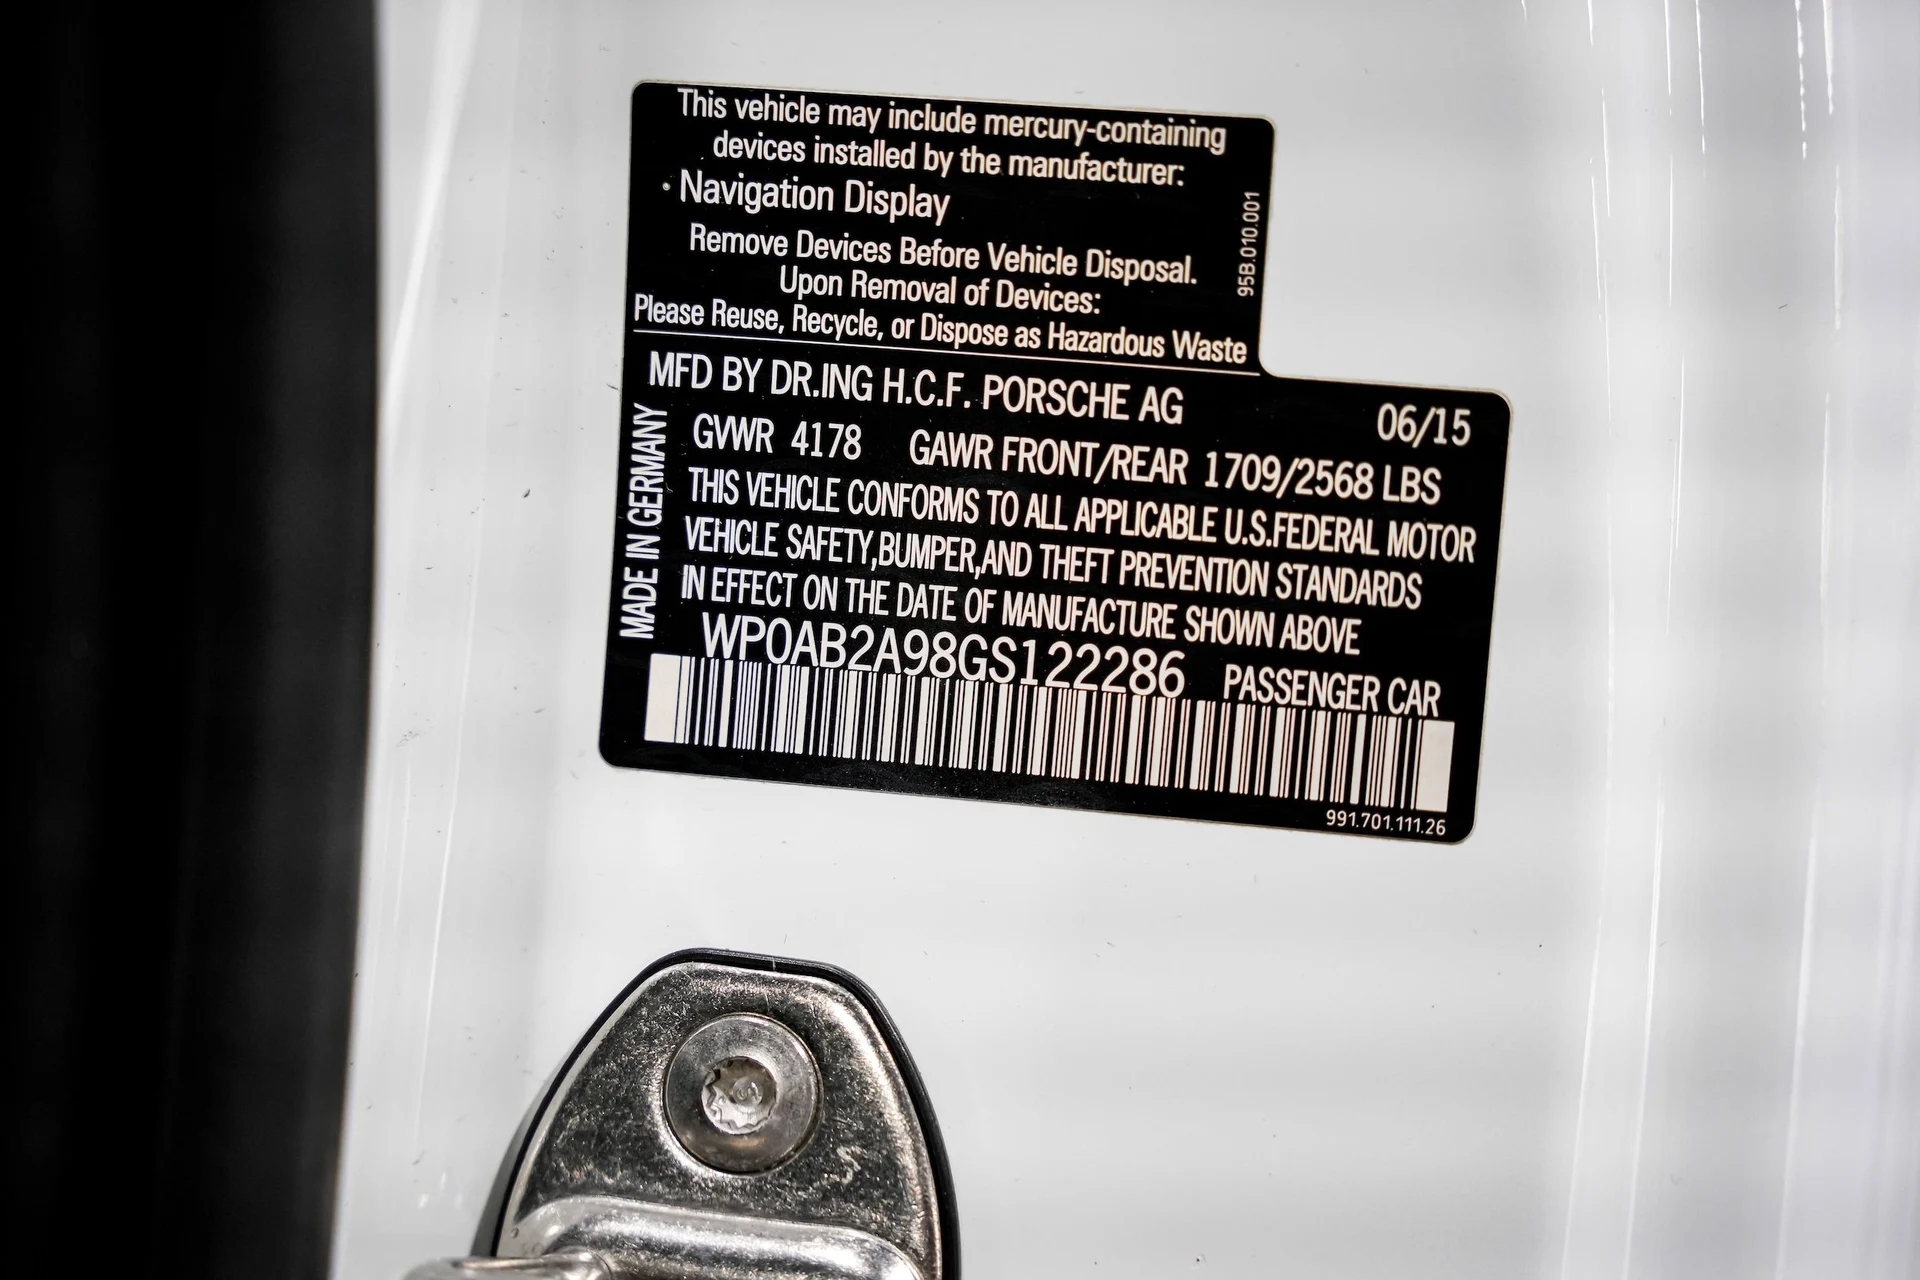 This vehicle may include mercury-containing
devices installed by the manufacturer:
• Navigation Display
Remove Devices Before Vehicle Disposal.
Upon Removal of Devices:
Please Reuse, Recycle, or Dispose as Hazardous Waste
95B.010.001
MFD BY DR.ING H.C.F. PORSCHE AG 06/15
GVWR 4178 GAWR FRONT/REAR 1709/2568 LBS
THIS VEHICLE CONFORMS TO ALL APPLICABLE U.S.FEDERAL MOTOR
VEHICLE SAFETY,BUMPER,AND THEFT PREVENTION STANDARDS
IN EFFECT ON THE DATE OF MANUFACTURE SHOWN ABOVE
MADE IN GERMANY
WP0AB2A98GS122286 PASSENGER CAR
991.701.111.26